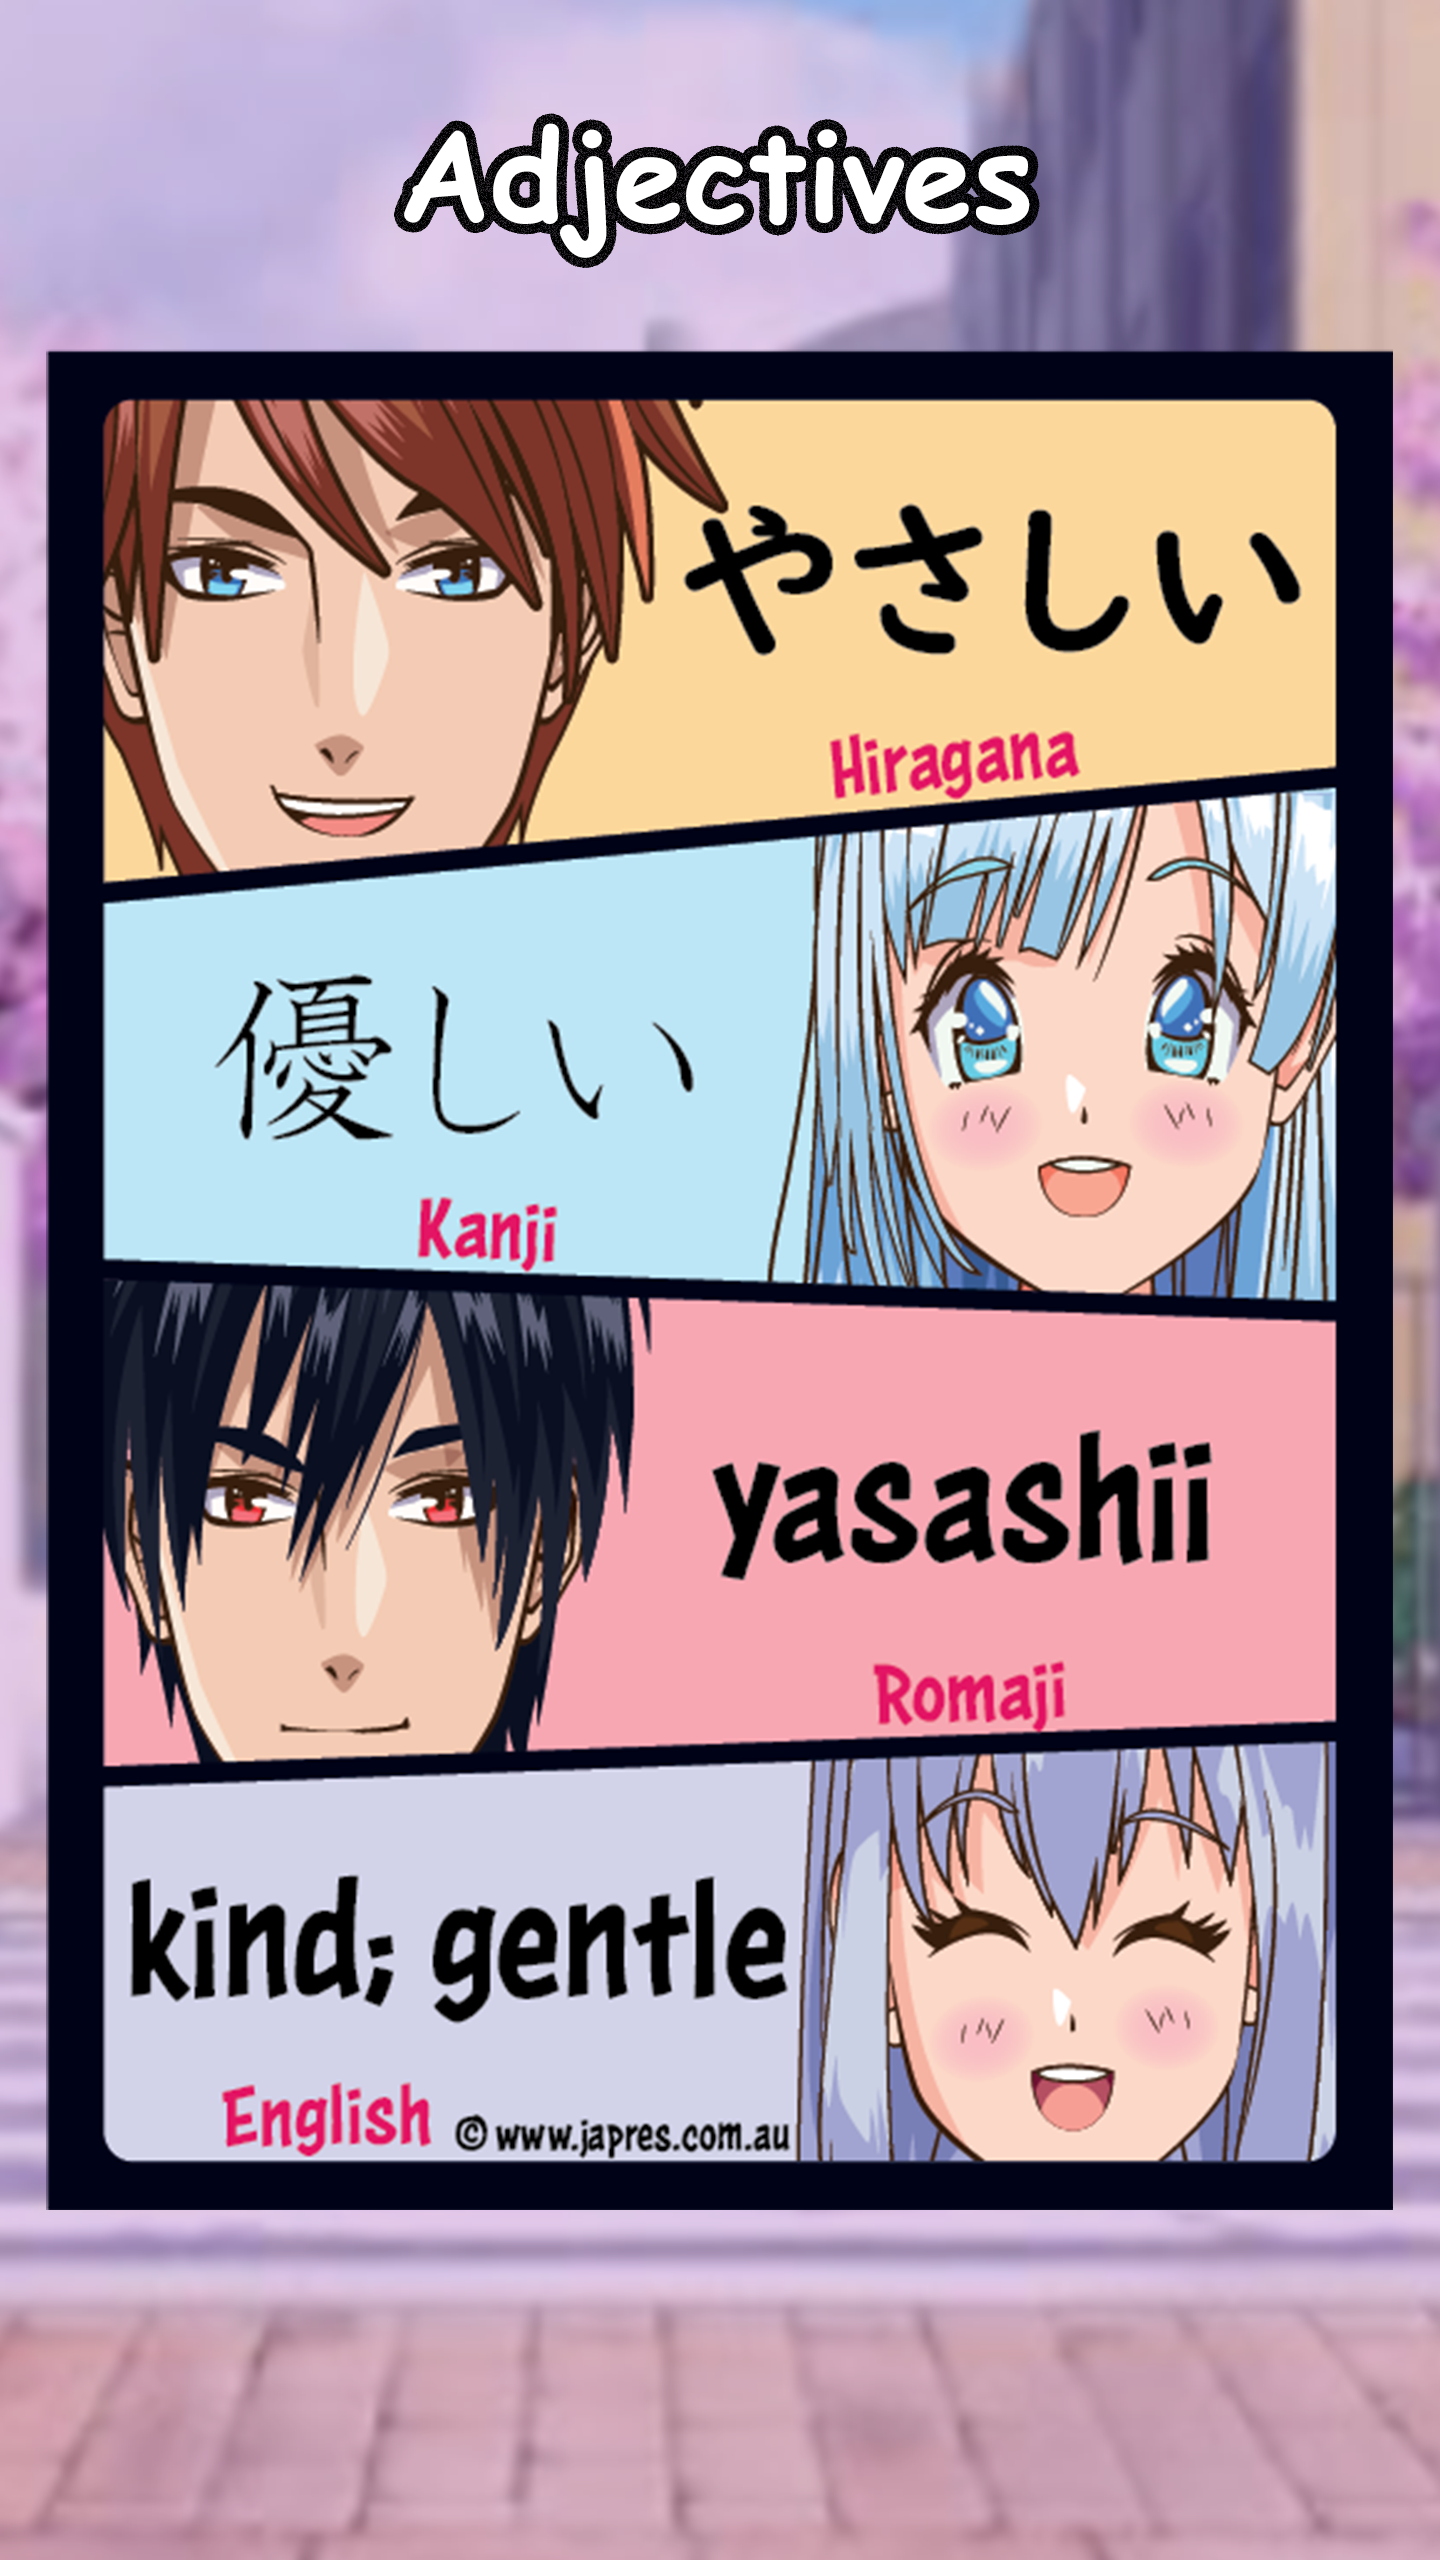 Adjectives
やさしい
Hiragana
優しい
Kanji
yasashii
Romaji
kind; gentle
English
© www.japres.com.au